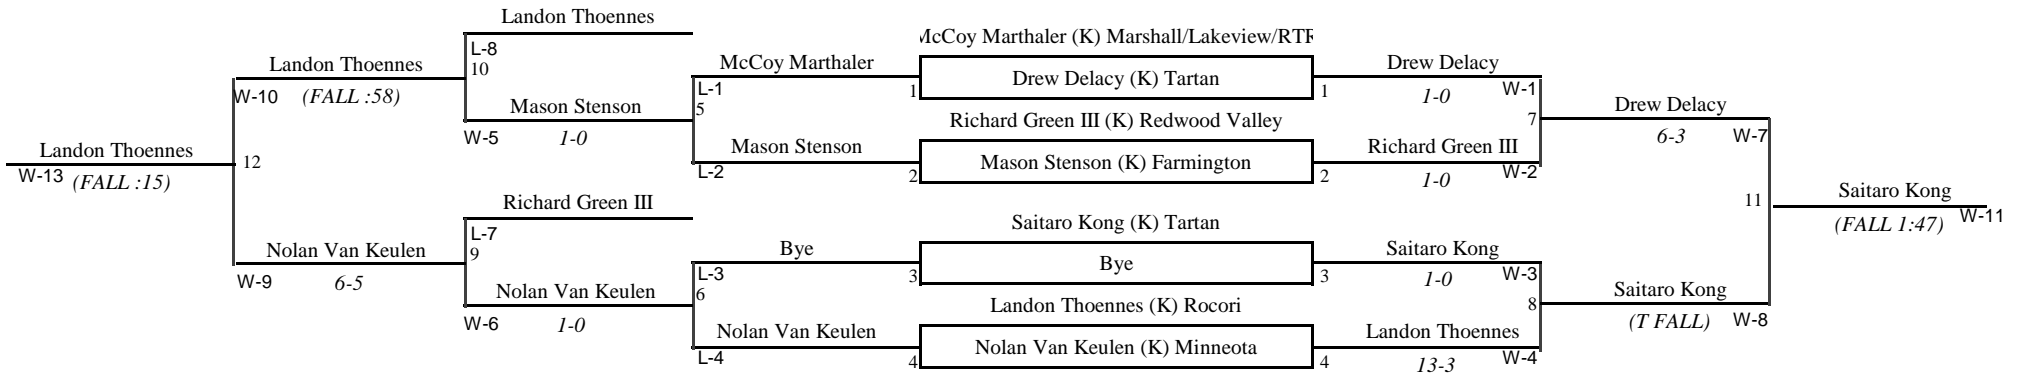 Landon Thoennes
McCoy Marthaler (K) Marshall/Lakeview/RTR
L-8
10
Landon Thoennes
McCoy Marthaler
Drew Delacy (K) Tartan
Drew Delacy
W-10 (FALL :58)
L-1
1
1
1-0
W-1
Mason Stenson
5
7
Drew Delacy
W-5 1-0
Richard Green III (K) Redwood Valley
6-3 W-7
Landon Thoennes
12
Mason Stenson
Mason Stenson (K) Farmington
Richard Green III
W-13 (FALL :15)
L-2
2
2
1-0
W-2
Richard Green III
11
Saitaro Kong
L-7
9
Saitaro Kong (K) Tartan
(FALL 1:47) W-11
Nolan Van Keulen
Bye
Bye
Saitaro Kong
W-9 6-5
L-3
3
3
1-0
W-3
Nolan Van Keulen
6
8
Saitaro Kong
W-6 1-0
Landon Thoennes (K) Rocori
(T FALL) W-8
Nolan Van Keulen
Nolan Van Keulen (K) Minneota
Landon Thoennes
L-4
4
4
13-3
W-4